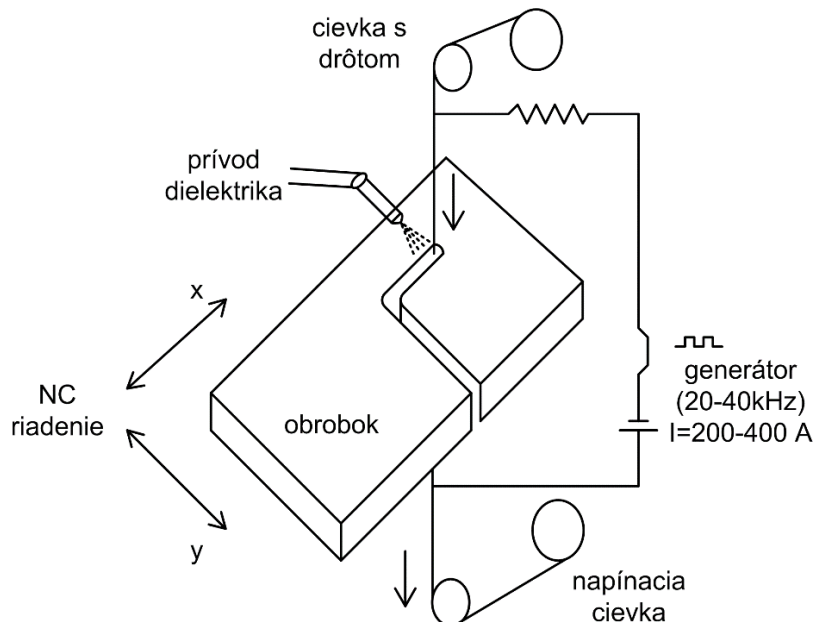 cievka s
drôtom
prívod
dielektrika
x
NC
riadenie
y
obrobok
generátor
(20-40kHz)
I=200-400 A
napínacia
cievka